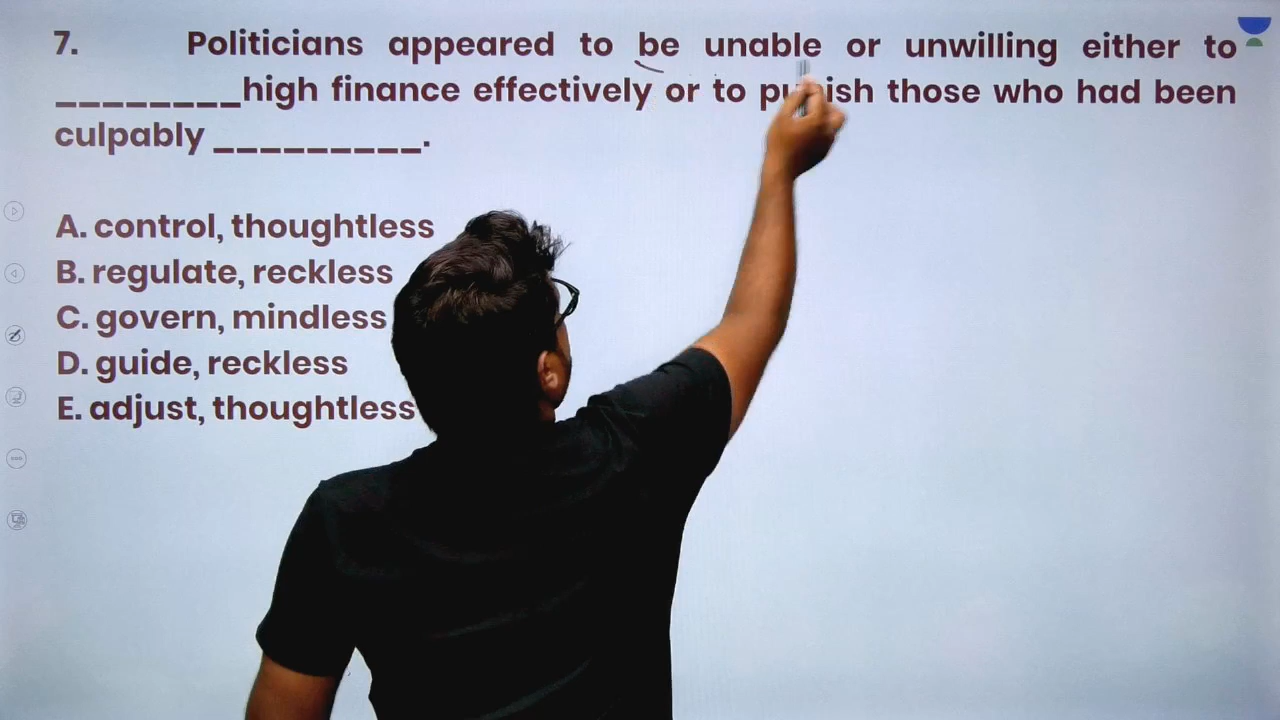 7. Politicians appeared to be unable or unwilling either to
________high finance effectively or to punish those who had been
culpably _________.
A. control, thoughtless
B. regulate, reckless
C. govern, mindless
D. guide, reckless
E. adjust, thoughtless